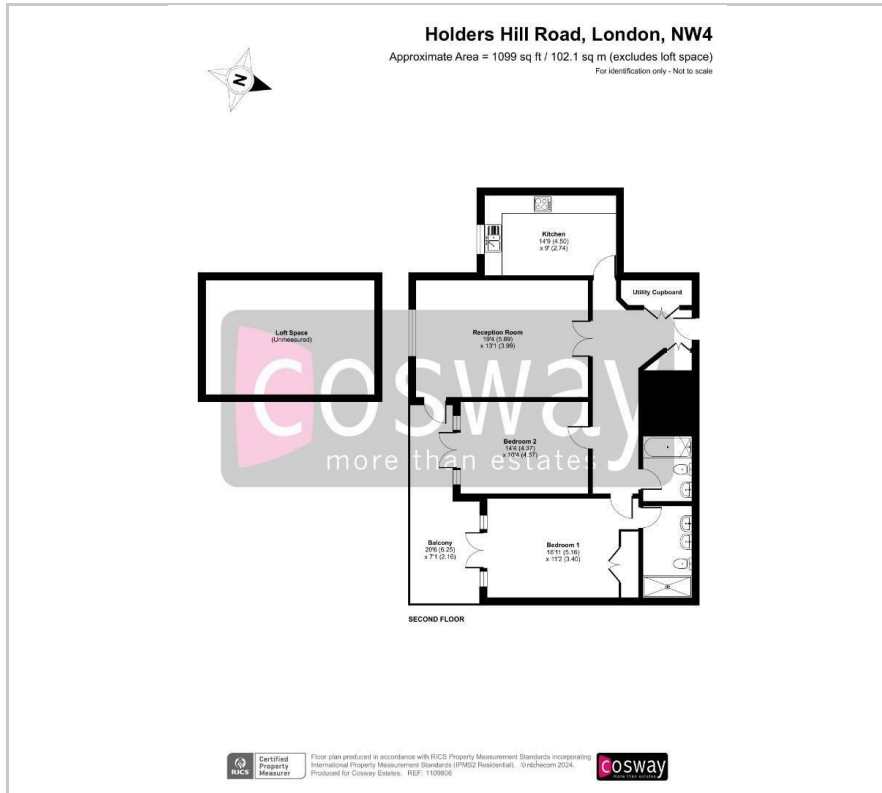 Holders Hill Road, London, NW4
Approximate Area = 1099 sq ft / 102.1 sq m (excludes loft space)
For identification only - Not to scale
N
Kitchen
14'9 (4.50)
x 9' (2.74)
Utility Cupboard
Loft Space
(Unmeasured)
Reception Room
19'4 (5.89)
x 13'1 (3.99)
cosway
more than estates
Bedroom 2
14'4 (4.37)
x 10'4 (4.37)
Balcony
20'6 (6.25)
x 7'1 (2.16)
Bedroom 1
16'11 (5.16)
x 11'2 (3.40)
SECOND FLOOR
RICS
Certified
Property
Measurer
Floor plan produced in accordance with RICS Property Measurement Standards incorporating
International Property Measurement Standards (IPMS2 Residential). ©nichecom 2024.
Produced for Cosway Estates. REF: 1109806
cosway
more than estates